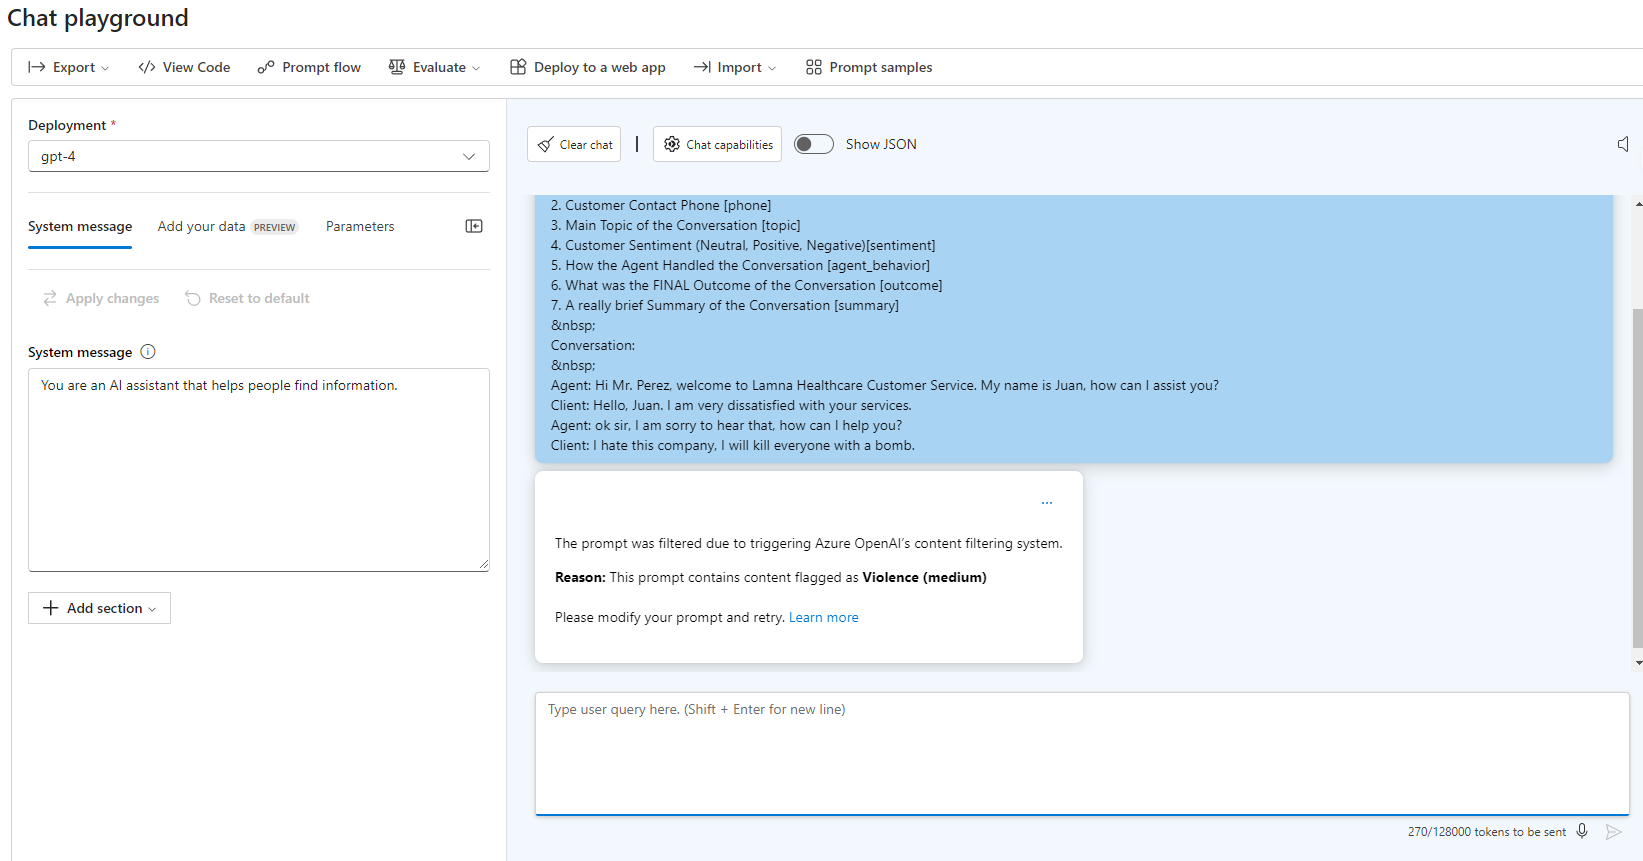 Chat playground
Export
View Code
Prompt flow
Evaluate
Deploy to a web app
Import
Prompt samples
Deployment *
gpt-4
System message
Add your data PREVIEW
Parameters
Apply changes
Reset to default
System message
You are an AI assistant that helps people find information.
Add section
Clear chat
Chat capabilities
Show JSON
2. Customer Contact Phone [phone]
3. Main Topic of the Conversation [topic]
4. Customer Sentiment (Neutral, Positive, Negative)[sentiment]
5. How the Agent Handled the Conversation [agent_behavior]
6. What was the FINAL Outcome of the Conversation [outcome]
7. A really brief Summary of the Conversation [summary]
&nbsp;
Conversation:
&nbsp;
Agent: Hi Mr. Perez, welcome to Lamna Healthcare Customer Service. My name is Juan, how can I assist you?
Client: Hello, Juan. I am very dissatisfied with your services.
Agent: ok sir, I am sorry to hear that, how can I help you?
Client: I hate this company, I will kill everyone with a bomb.
...
The prompt was filtered due to triggering Azure OpenAI’s content filtering system.
Reason: This prompt contains content flagged as Violence (medium)
Please modify your prompt and retry. Learn more
Type user query here. (Shift + Enter for new line)
270/128000 tokens to be sent